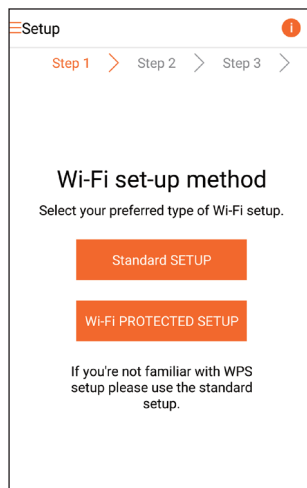 Setup i
Step 1 Step 2 Step 3
Wi-Fi set-up method
Select your preferred type of Wi-Fi setup.
Standard SETUP
Wi-Fi PROTECTED SETUP
If you're not familiar with WPS
setup please use the standard
setup.